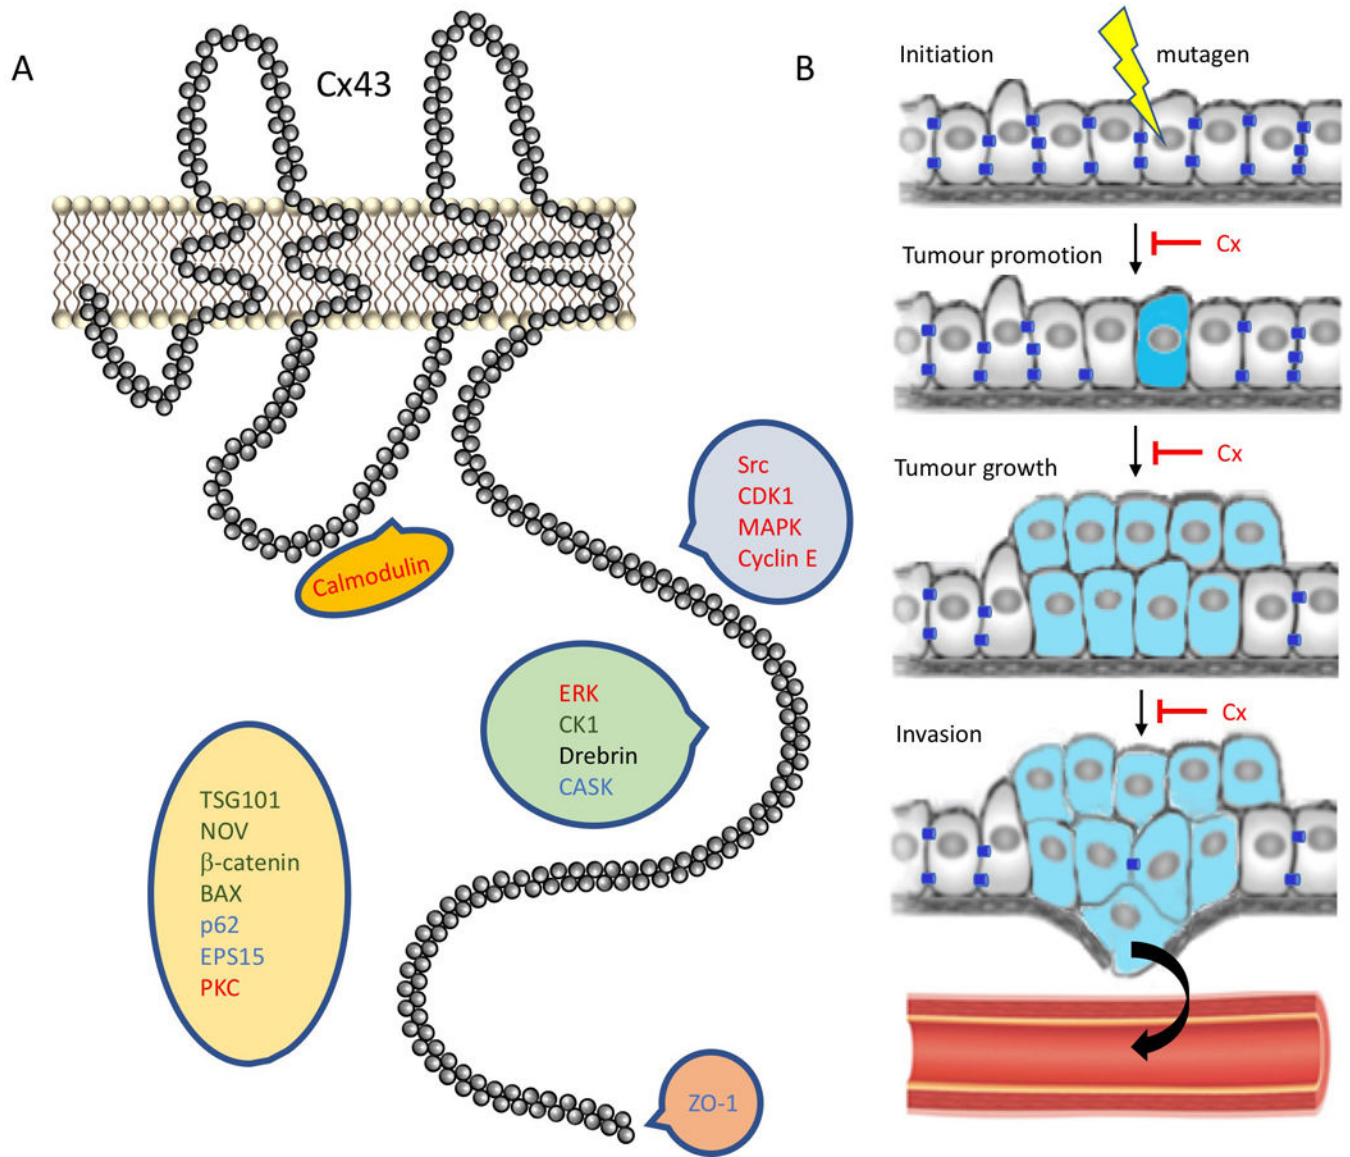 A
Cx43
Calmodulin
Src
CDK1
MAPK
Cyclin E
ERK
CK1
Drebrin
CASK
TSG101
NOV
β-catenin
BAX
p62
EPS15
PKC
ZO-1
B
Initiation
mutagen
Cx
Tumour promotion
Cx
Tumour growth
Cx
Invasion